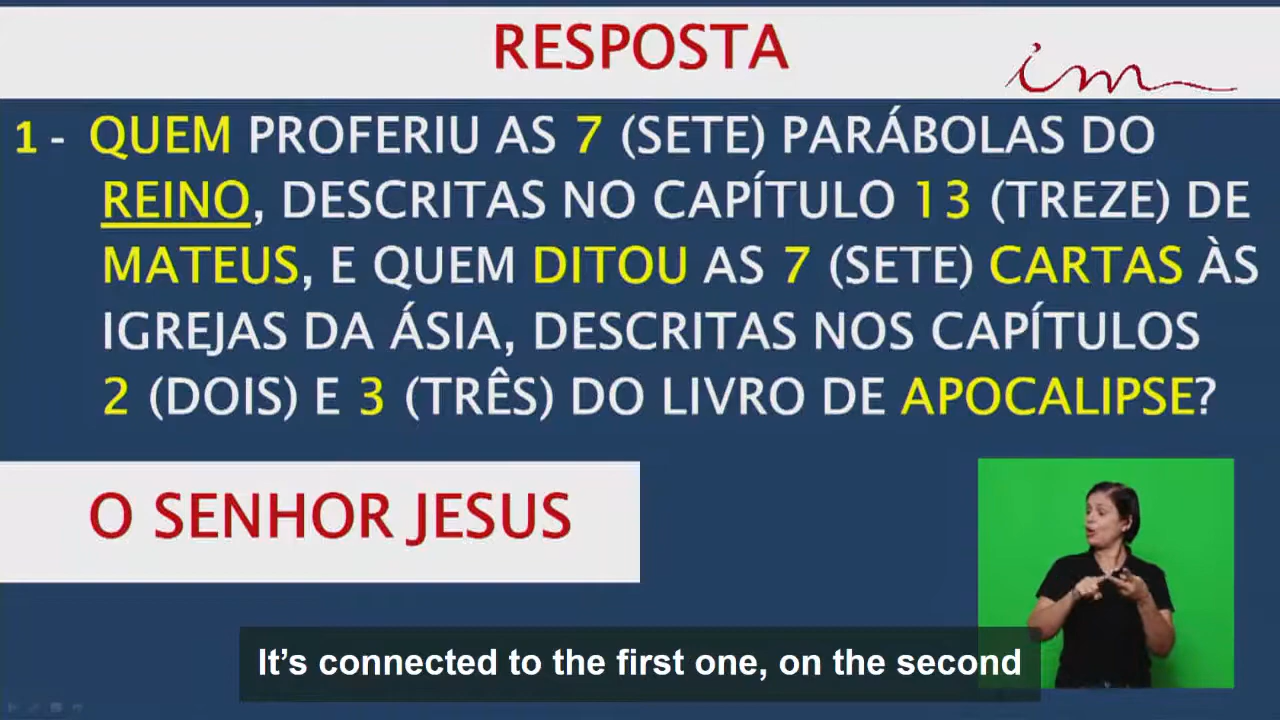 RESPOSTA
im
1 - QUEM PROFERIU AS 7 (SETE) PARÁBOLAS DO
REINO, DESCRITAS NO CAPÍTULO 13 (TREZE) DE
MATEUS, E QUEM DITOU AS 7 (SETE) CARTAS ÀS
IGREJAS DA ÁSIA, DESCRITAS NOS CAPÍTULOS
2 (DOIS) E 3 (TRÊS) DO LIVRO DE APOCALIPSE?
O SENHOR JESUS
It’s connected to the first one, on the second